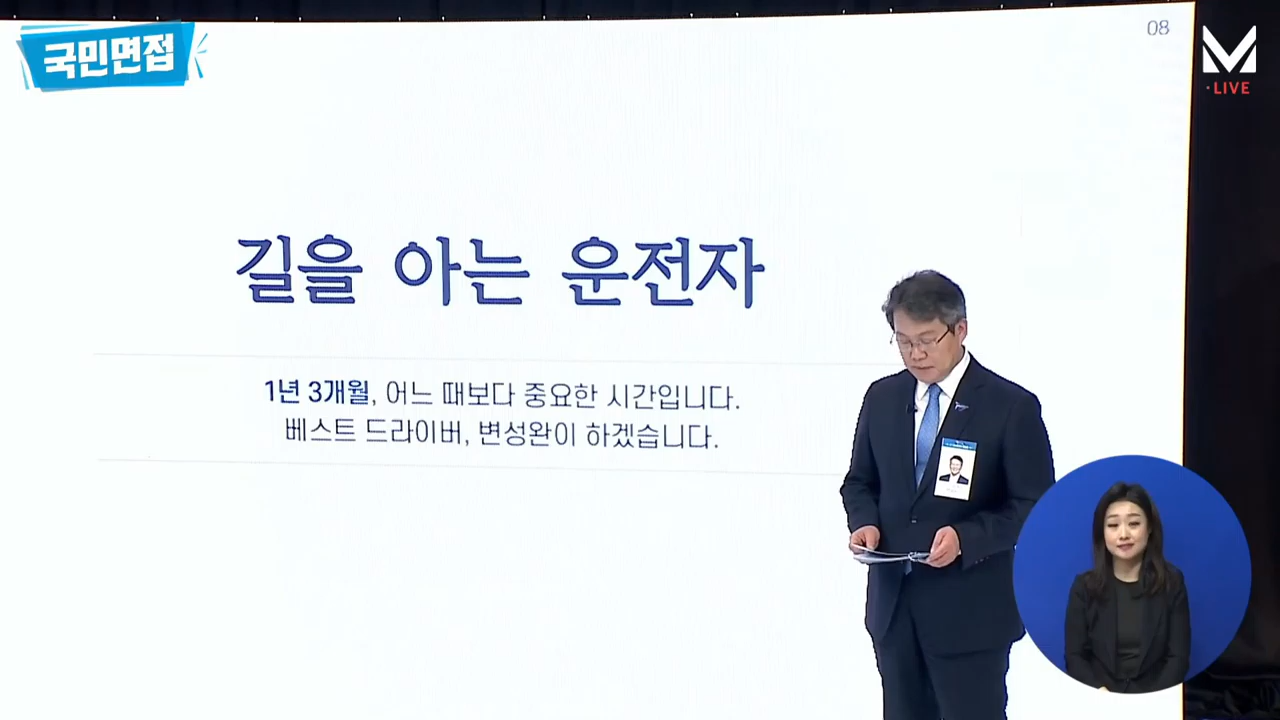 국민면접
08
M
LIVE
길을 아는 운전자
1년 3개월, 어느 때보다 중요한 시간입니다.
베스트 드라이버, 변성완이 하겠습니다.